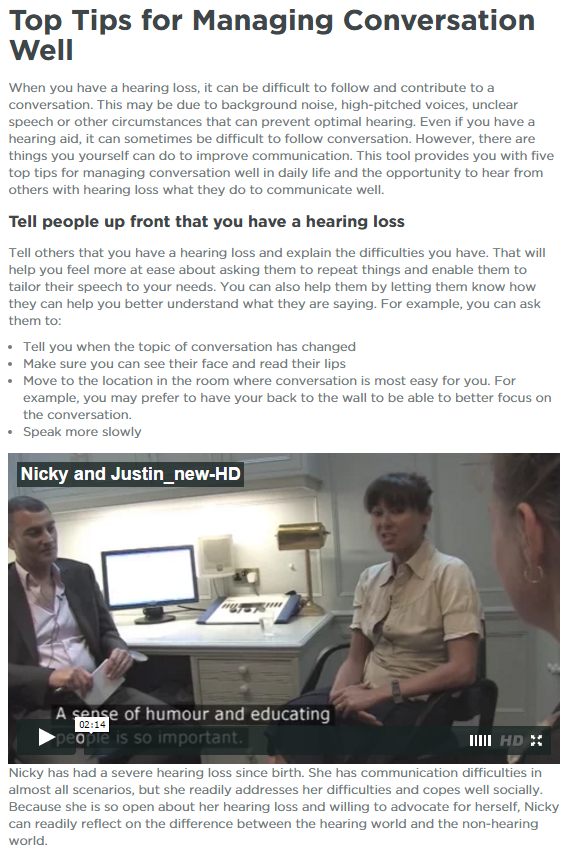 Top Tips for Managing Conversation
Well
When you have a hearing loss, it can be difficult to follow and contribute to a
conversation. This may be due to background noise, high-pitched voices, unclear
speech or other circumstances that can prevent optimal hearing. Even if you have a
hearing aid, it can sometimes be difficult to follow conversation. However, there are
things you yourself can do to improve communication. This tool provides you with five
top tips for managing conversation well in daily life and the opportunity to hear from
others with hearing loss what they do to communicate well.
Tell people up front that you have a hearing loss
Tell others that you have a hearing loss and explain the difficulties you have. That will
help you feel more at ease about asking them to repeat things and enable them to
tailor their speech to your needs. You can also help them by letting them know how
they can help you better understand what they are saying. For example, you can ask
them to:
• Tell you when the topic of conversation has changed
• Make sure you can see their face and read their lips
• Move to the location in the room where conversation is most easy for you. For
example, you may prefer to have your back to the wall to be able to better focus on
the conversation.
• Speak more slowly
Nicky and Justin_new-HD
A sense of humour and educating
02:14
people is so important.
HD
Nicky has had a severe hearing loss since birth. She has communication difficulties in
almost all scenarios, but she readily addresses her difficulties and copes well socially.
Because she is so open about her hearing loss and willing to advocate for herself, Nicky
can readily reflect on the difference between the hearing world and the non-hearing
world.